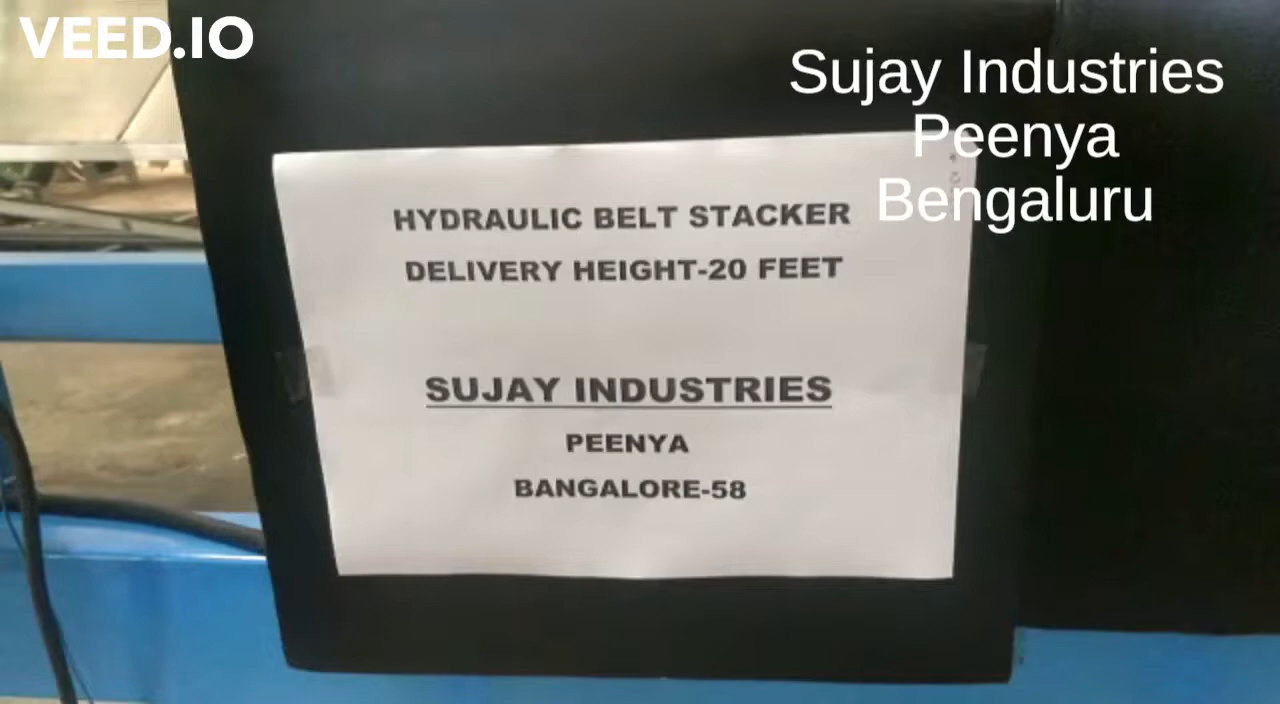 VEED.IO
Sujay Industries
Peenya
Bengaluru
HYDRAULIC BELT STACKER
DELIVERY HEIGHT-20 FEET
SUJAY INDUSTRIES
PEENYA
BANGALORE-58